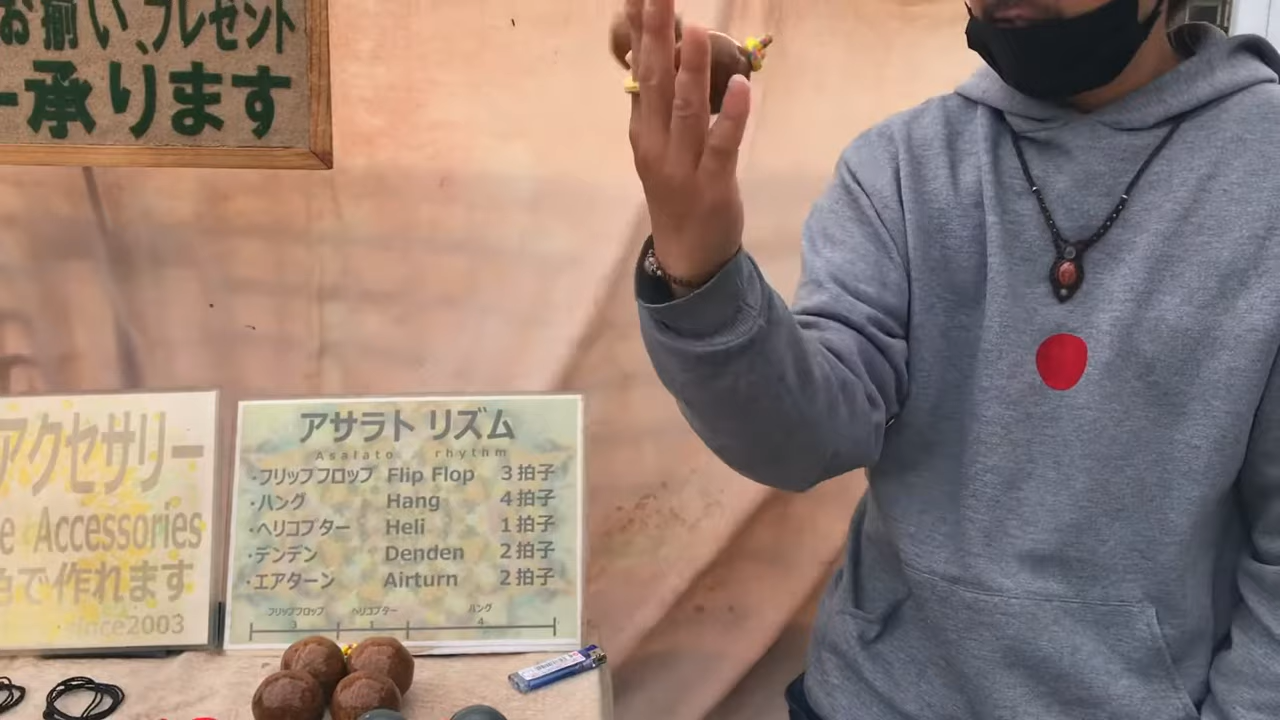 お揃い、プレゼント
承ります
アクセサリー
Accessories
で作れます
since2003
アサラト リズム
Asalato rhythm
・フリップフロップ Flip Flop 3拍子
・ハング Hang 4拍子
・ヘリコプター Heli 1拍子
・デンデン Denden 2拍子
・エアターン Airturn 2拍子
フリップフロップ ヘリコプター ハング
3 1 4